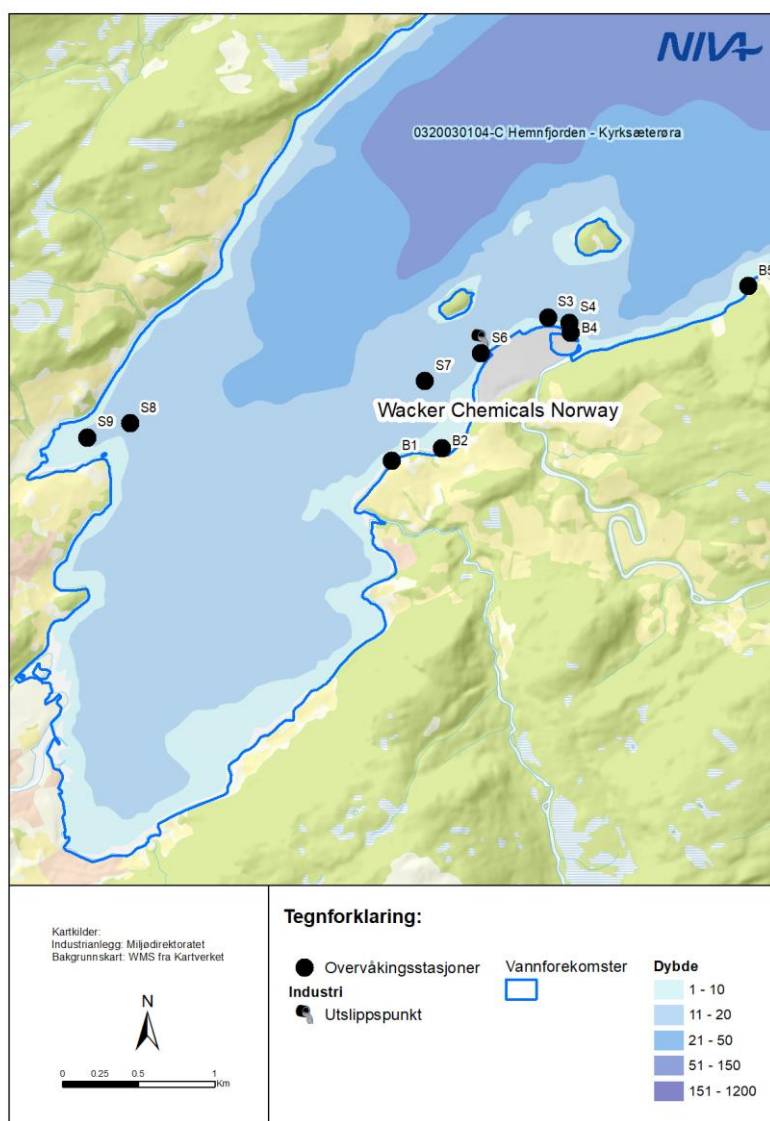 NIVA
0320030104-C Hemnfjorden - Kyrksæterøra
B5
S3
S4
B4
S6
S7
Wacker Chemicals Norway
S8
S9
B2
B1
Kartkilder:
Industrianlegg: Miljødirektoratet
Bakgrunnskart: WMS fra Kartverket
N
0 0.25 0.5 1
Km
Tegnforklaring:
Overvåkingsstasjoner
Industri
Utslippspunkt
Vannforekomster
Dybde
1 - 10
11 - 20
21 - 50
51 - 150
151 - 1200